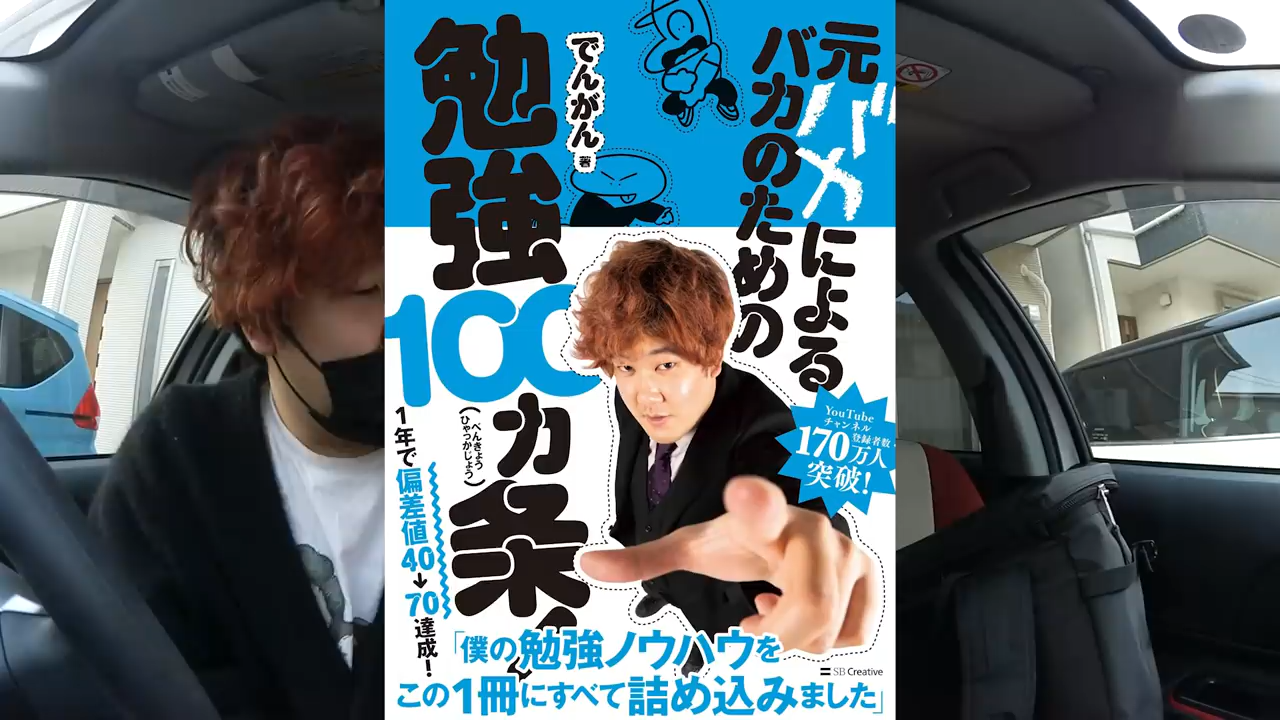 元バカによる
バカのための
勉強
100
カ条!
(べんきょう
ひゃっかじょう)
でんがん 著
YouTube
チャンネル
登録者数
170万人
突破!
1年で偏差値40→70達成!
「僕の勉強ノウハウを
この1冊にすべて詰め込みました」
SB Creative